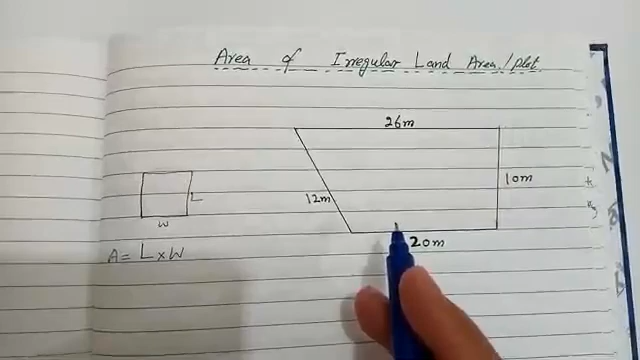 Area of Irregular Land Area/plot
26m
12m
10m
20m
L
W
A = L x W